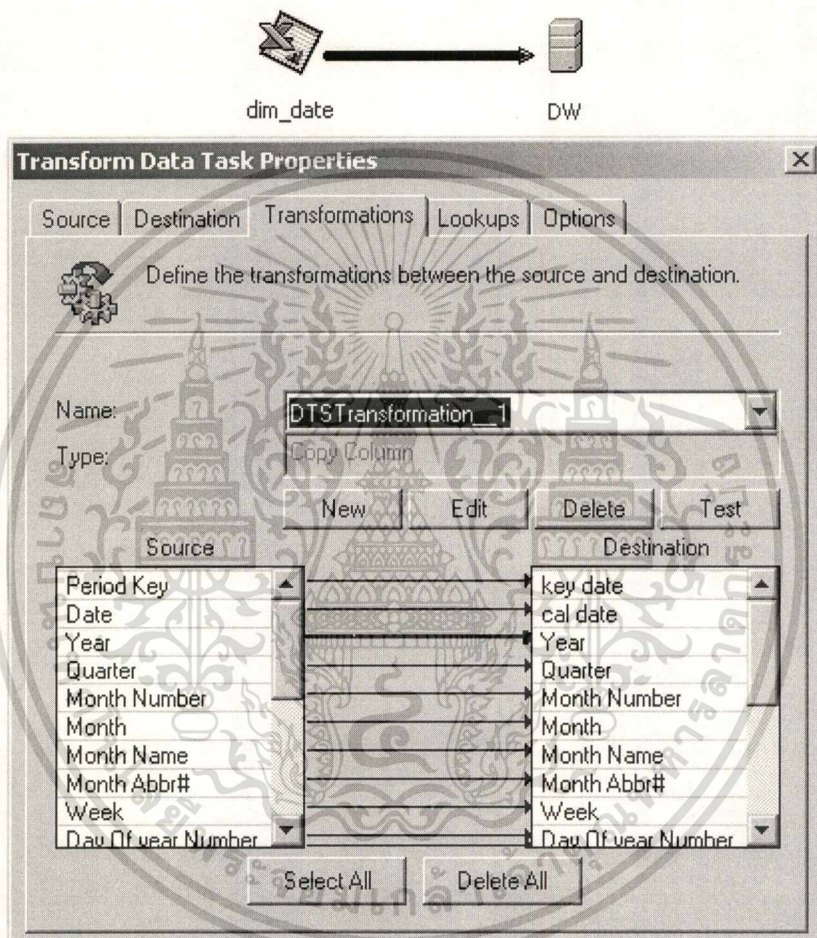 dim_date
DW
Transform Data Task Properties
Source
Destination
Transformations
Lookups
Options
Define the transformations between the source and destination.
Name:
DTSTransformation__1
Type:
Copy Column
New
Edit
Delete
Test
Source
Destination
Period Key
key date
Date
cal date
Year
Year
Quarter
Quarter
Month Number
Month Number
Month
Month
Month Name
Month Name
Month Abbr#
Month Abbr#
Week
Week
Day Of year Number
Day Of year Number
Select All
Delete All